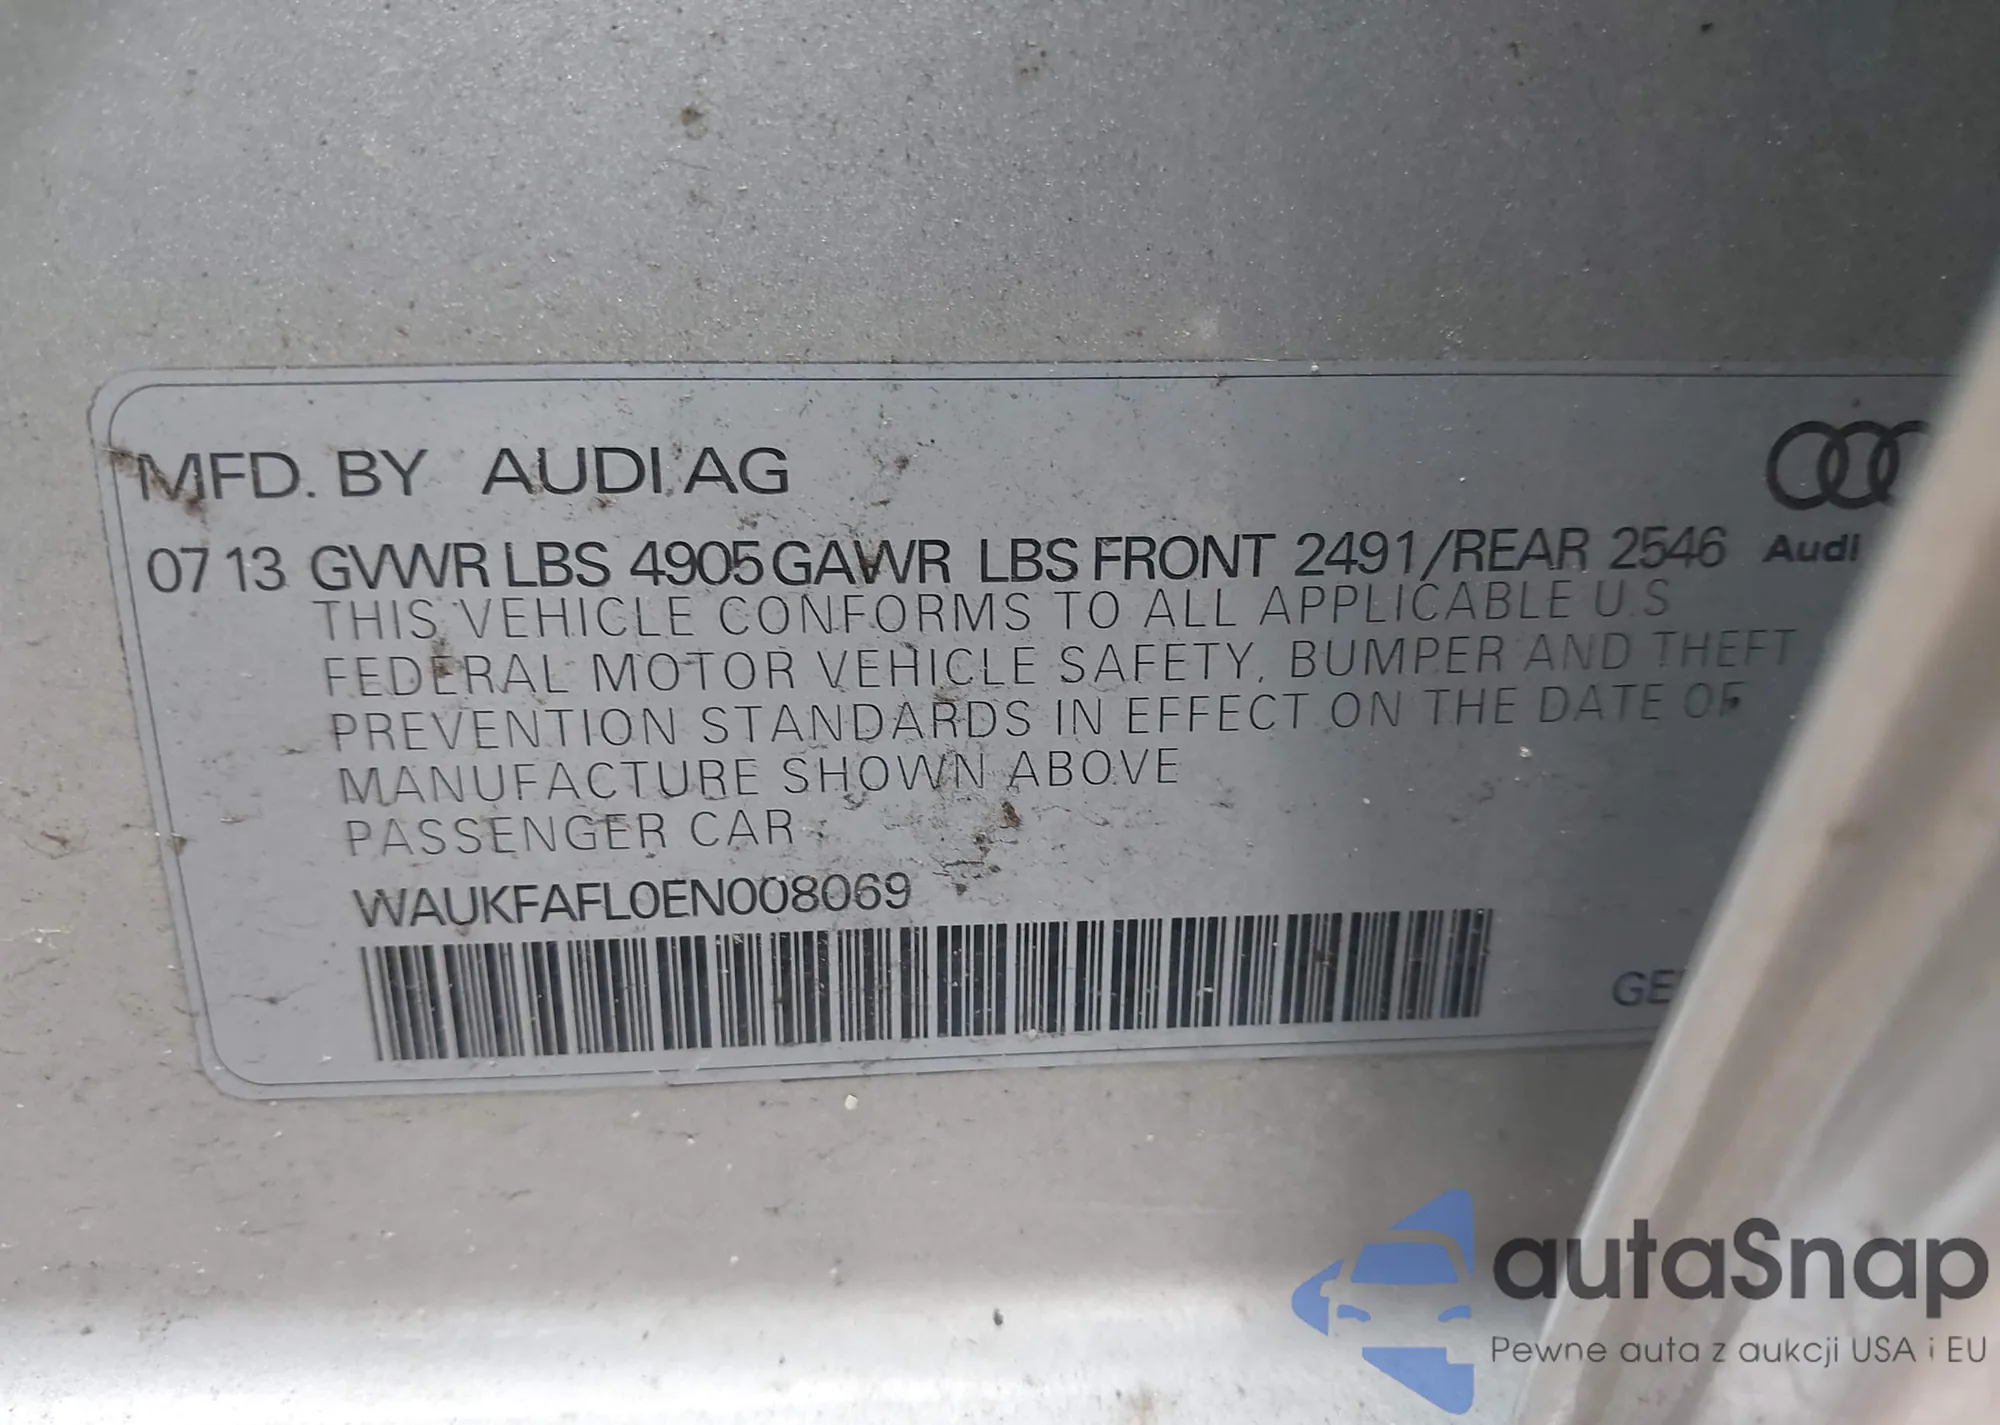 MFD. BY AUDI AG
07 13 GVWR LBS 4905 GAWR LBS FRONT 2491/REAR 2546
Audi
THIS VEHICLE CONFORMS TO ALL APPLICABLE U.S
FEDERAL MOTOR VEHICLE SAFETY, BUMPER AND THEFT
PREVENTION STANDARDS IN EFFECT ON THE DATE OF
MANUFACTURE SHOWN ABOVE
PASSENGER CAR
WAUKFAFL0EN008069
autaSnap
Pewne auta z aukcji USA i EU